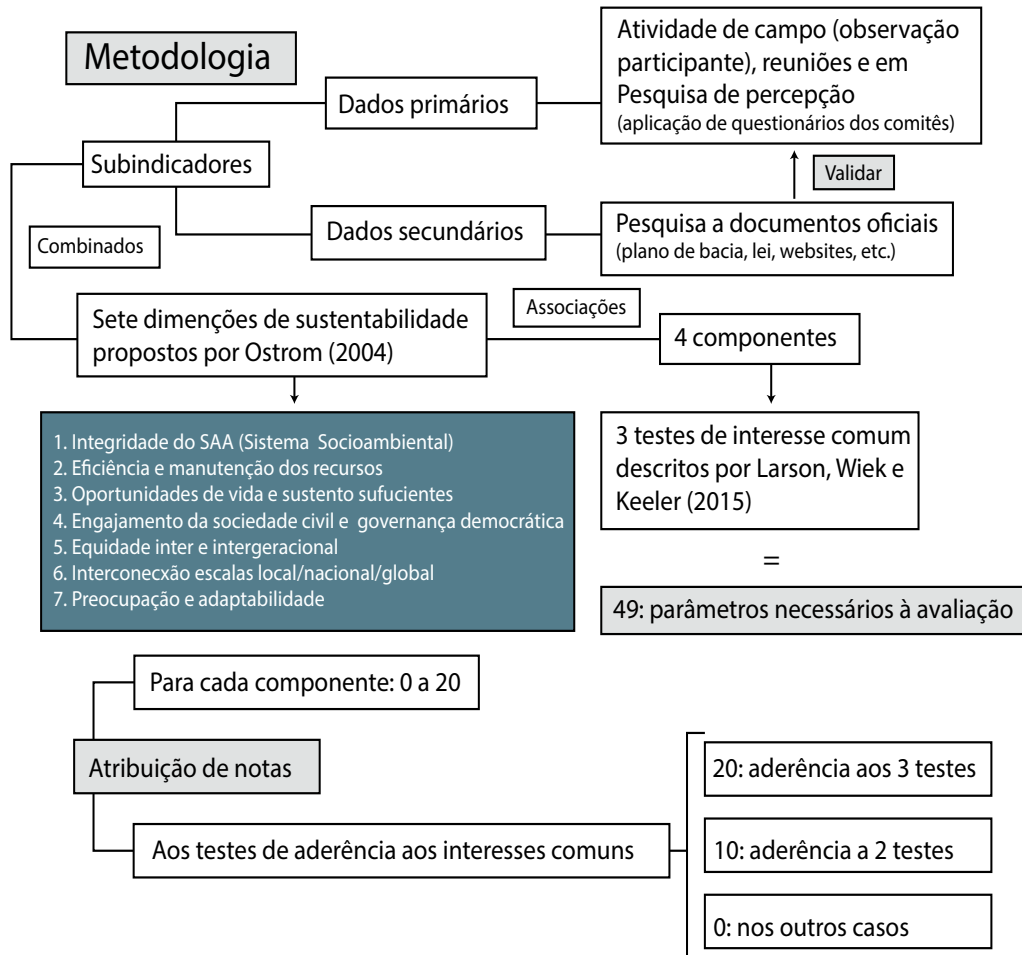 Metodologia
Atividade de campo (observação
participante), reuniões e em
Pesquisa de percepção
(aplicação de questionários dos comitês)
Dados primários
Subindicadores
Validar
Dados secundários
Pesquisa a documentos oficiais
(plano de bacia, lei, websites, etc.)
Combinados
Associações
Sete dimenções de sustentabilidade
propostos por Ostrom (2004)
4 componentes
1. Integridade do SAA (Sistema Socioambiental)
2. Eficiência e manutenção dos recursos
3. Oportunidades de vida e sustento sufucientes
4. Engajamento da sociedade civil e governança democrática
5. Equidade inter e intergeracional
6. Interconecxão escalas local/nacional/global
7. Preocupação e adaptabilidade
3 testes de interesse comum
descritos por Larson, Wiek e
Keeler (2015)
=
49: parâmetros necessários à avaliação
Para cada componente: 0 a 20
Atribuição de notas
Aos testes de aderência aos interesses comuns
20: aderência aos 3 testes
10: aderência a 2 testes
0: nos outros casos